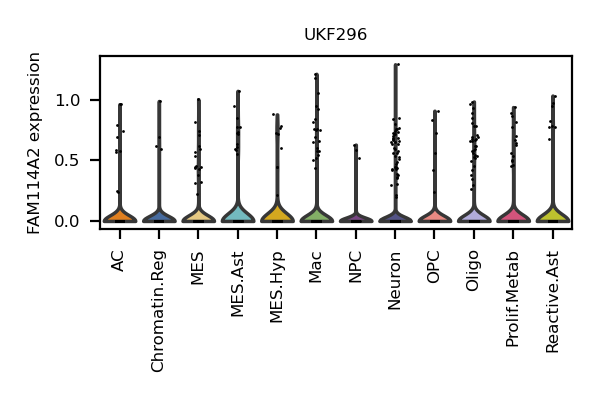 UKF296
FAM114A2 expression
1.0
0.5
0.0
AC
Chromatin.Reg
MES
MES.Ast
MES.Hyp
Mac
NPC
Neuron
OPC
Oligo
Prolif.Metab
Reactive.Ast